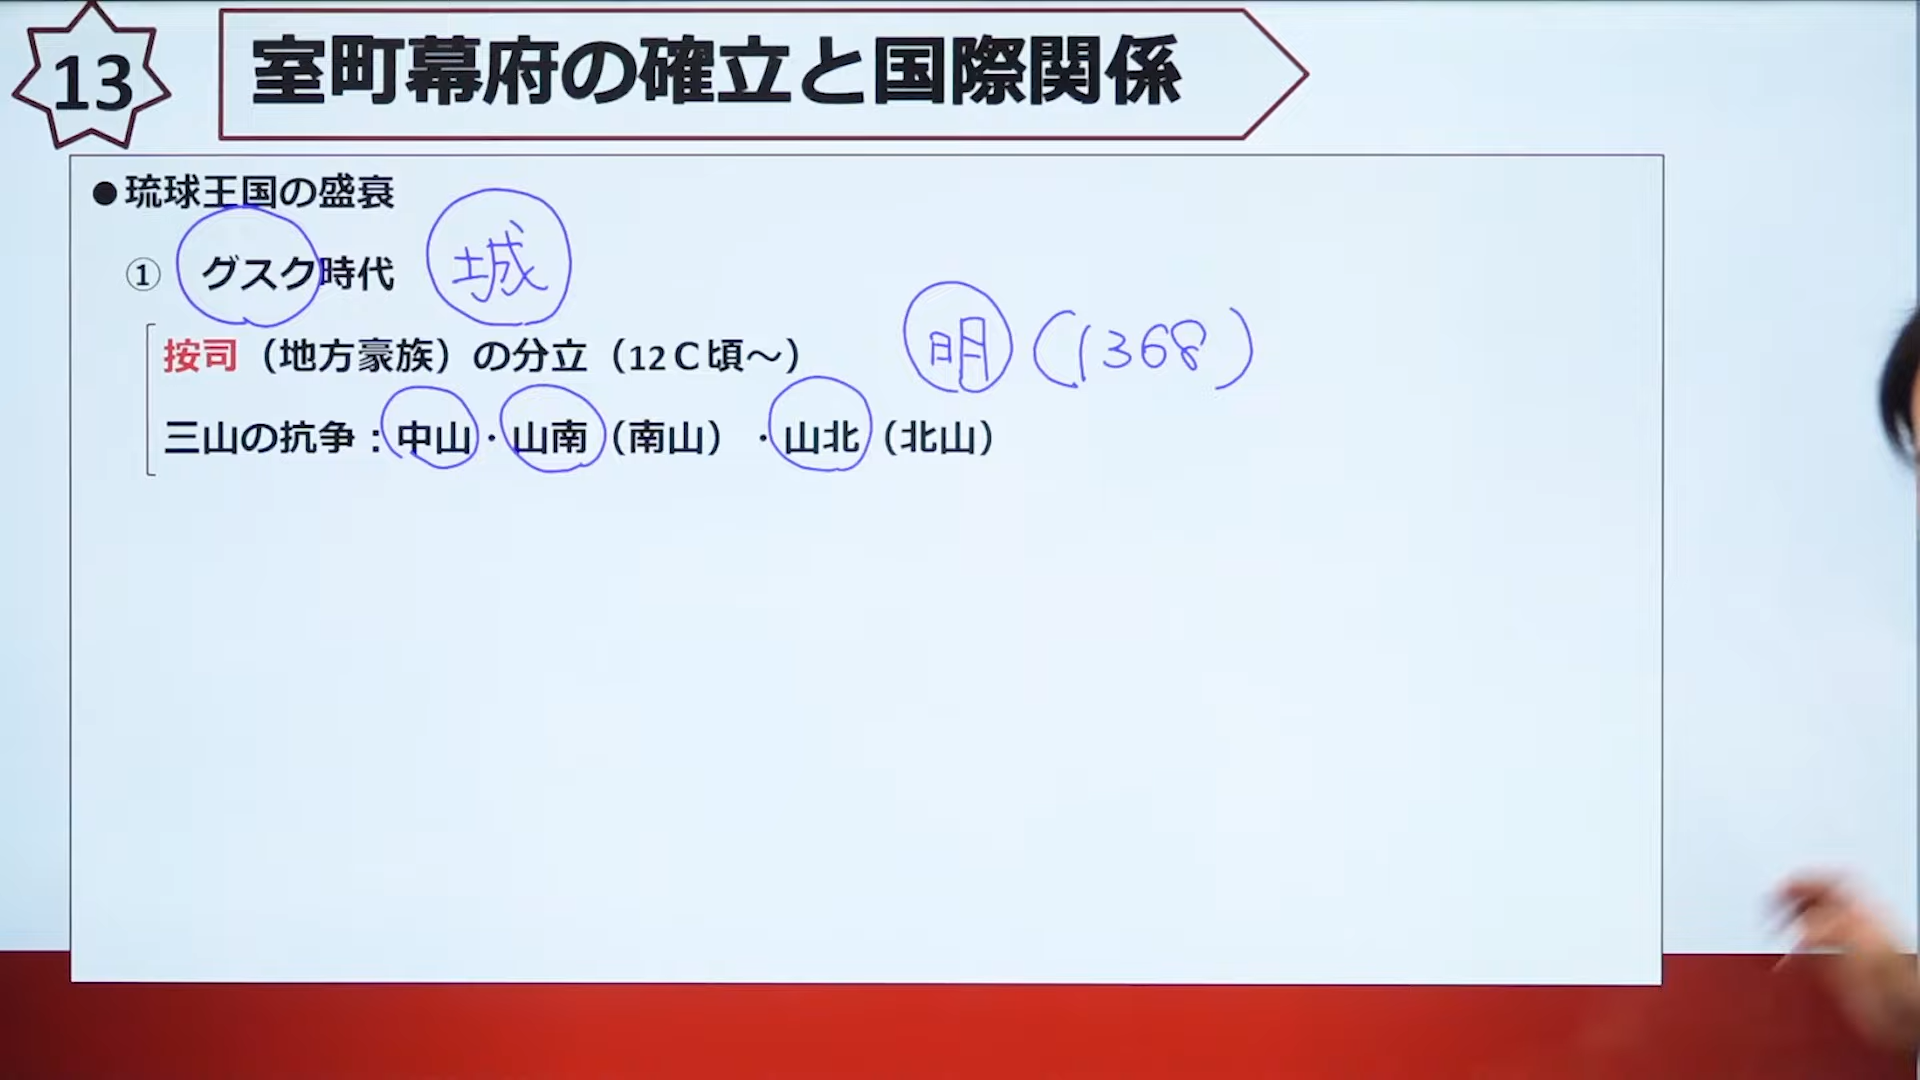 13
室町幕府の確立と国際関係
●琉球王国の盛衰
① グスク時代 城
按司（地方豪族）の分立（12C頃～）
明（1368）
三山の抗争：中山・山南（南山）・山北（北山）